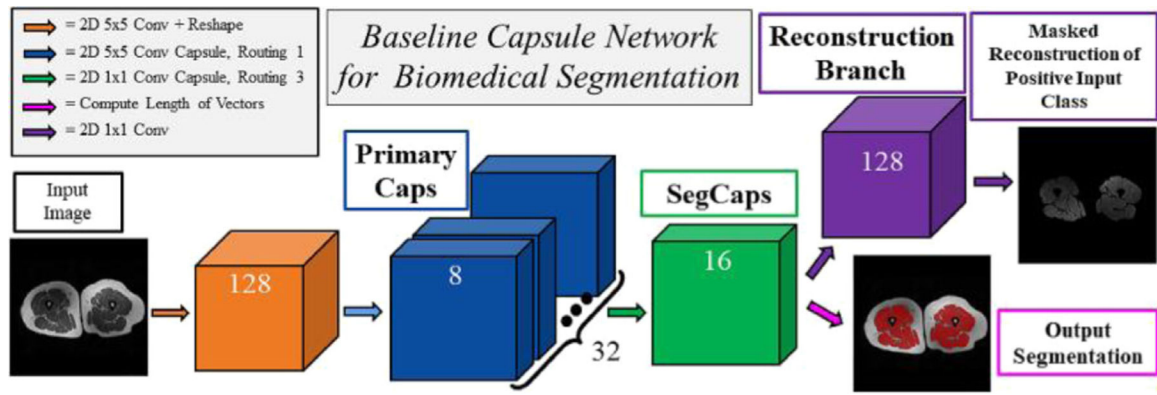 = 2D 5x5 Conv + Reshape
= 2D 5x5 Conv Capsule, Routing 1
= 2D 1x1 Conv Capsule, Routing 3
= Compute Length of Vectors
= 2D 1x1 Conv
Baseline Capsule Network
for Biomedical Segmentation
Reconstruction
Branch
Masked
Reconstruction of
Positive Input
Class
Input
Image
128
Primary
Caps
8
32
SegCaps
16
128
Output
Segmentation